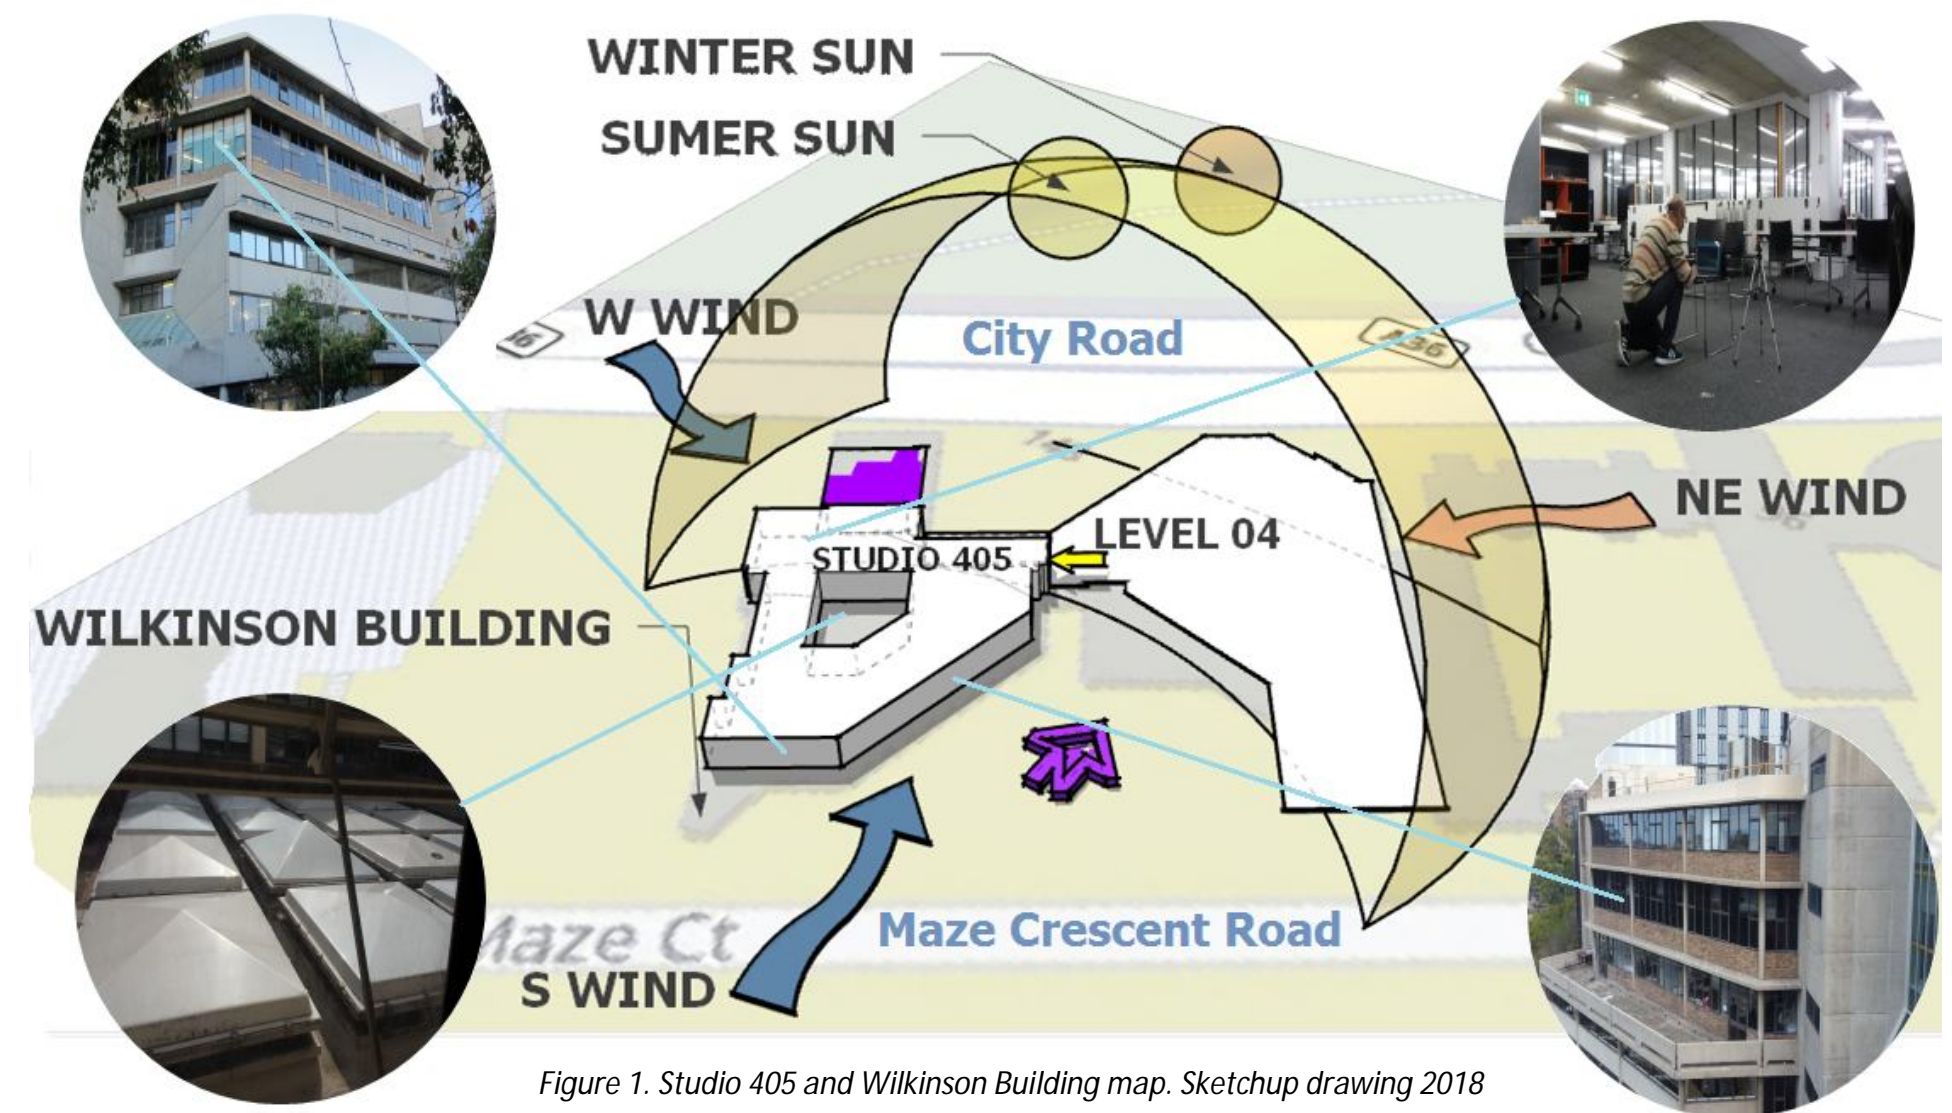 WINTER SUN
SUMER SUN
W WIND
City Road
A36
NE WIND
LEVEL 04
STUDIO 405
WILKINSON BUILDING
Maze Crescent Road
Maze Ct
S WIND
Figure 1. Studio 405 and Wilkinson Building map. Sketchup drawing 2018